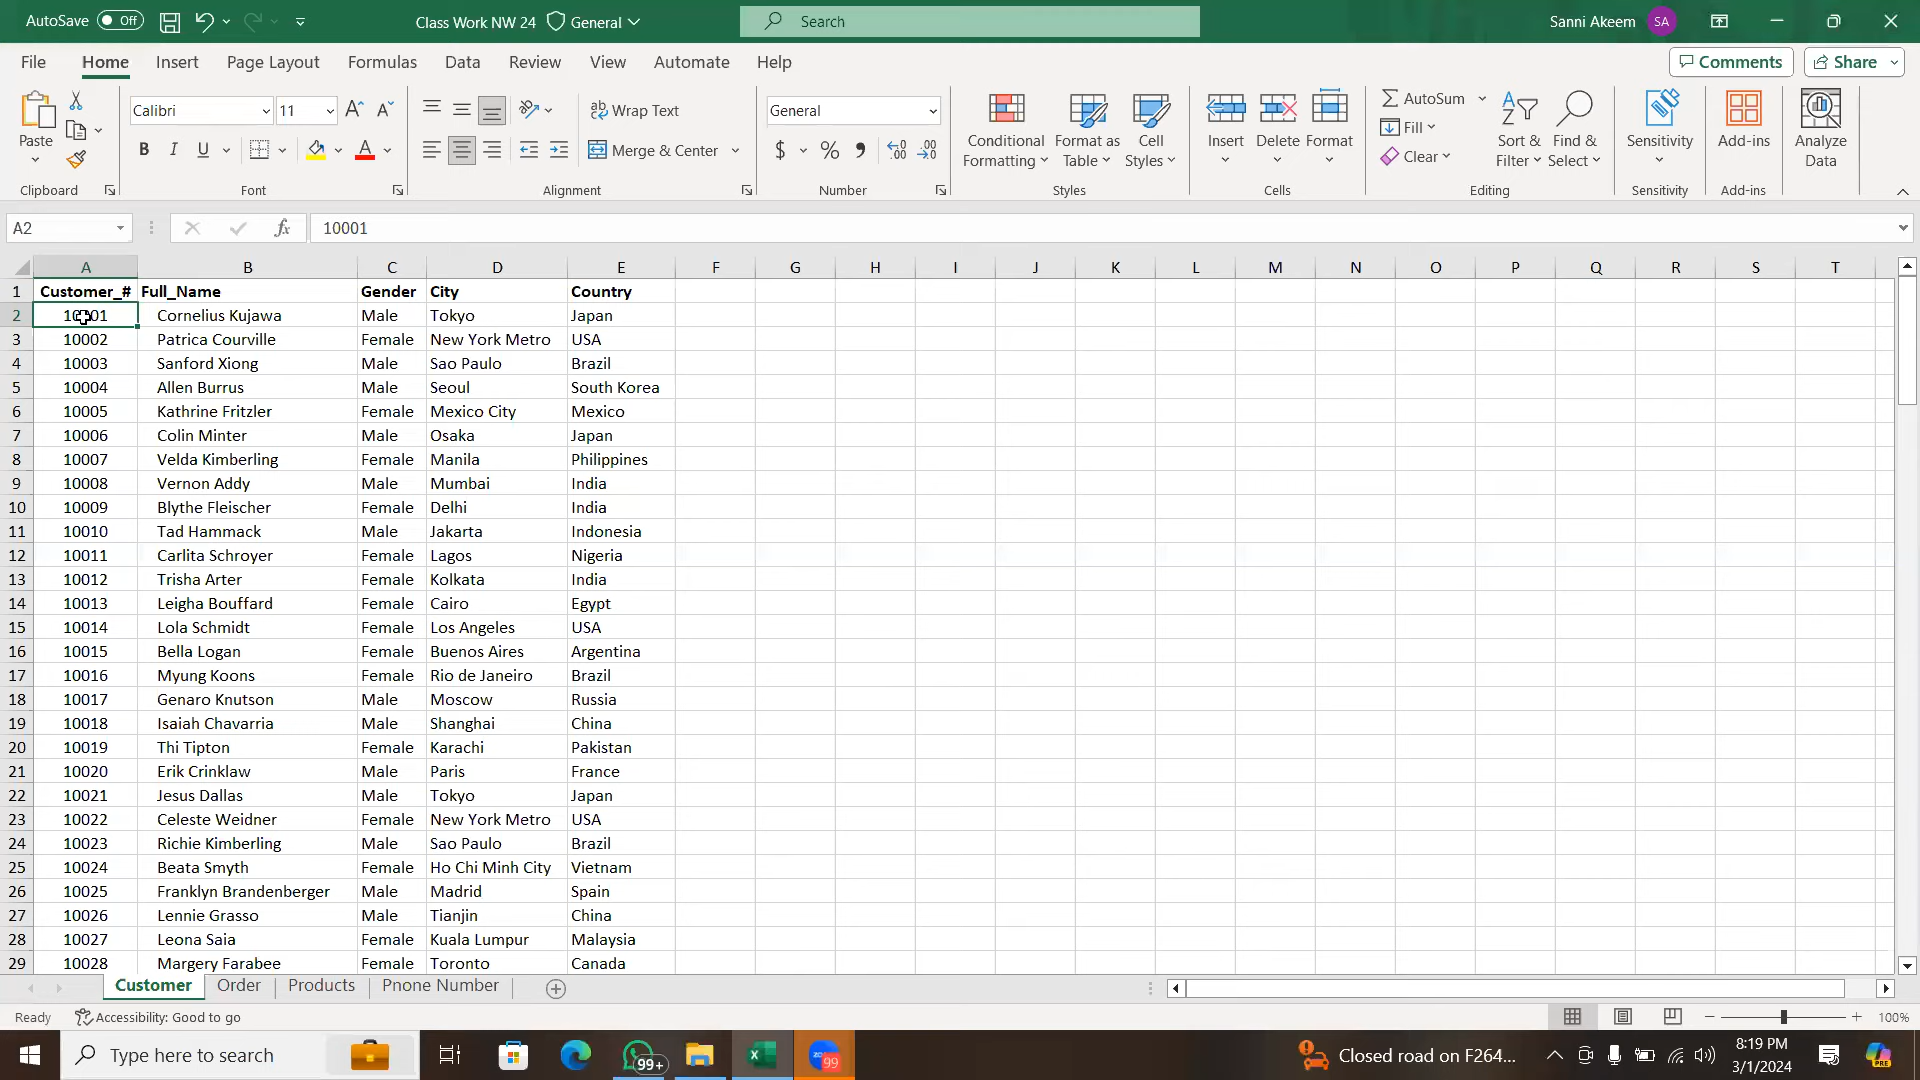 AutoSave Off Class Work NW 24 General Search Sanni Akeem SA
File Home Insert Page Layout Formulas Data Review View Automate Help Comments Share
Paste Calibri 11 Wrap Text Merge & Center General $ % Conditional Formatting Format as Table Cell Styles Insert Delete Format AutoSum Fill Clear Sort & Filter Find & Select Sensitivity Add-ins Analyze Data
Clipboard Font Alignment Number Styles Cells Editing Sensitivity Add-ins
A2 fx 10001
A B C D E F G H I J K L M N O P Q R S T
1 Customer_# Full_Name Gender City Country
2 10001 Cornelius Kujawa Male Tokyo Japan
3 10002 Patrica Courville Female New York Metro USA
4 10003 Sanford Xiong Male Sao Paulo Brazil
5 10004 Allen Burrus Male Seoul South Korea
6 10005 Kathrine Fritzler Female Mexico City Mexico
7 10006 Colin Minter Male Osaka Japan
8 10007 Velda Kimberling Female Manila Philippines
9 10008 Vernon Addy Male Mumbai India
10 10009 Blythe Fleischer Female Delhi India
11 10010 Tad Hammack Male Jakarta Indonesia
12 10011 Carlita Schroyer Female Lagos Nigeria
13 10012 Trisha Arter Female Kolkata India
14 10013 Leigha Bouffard Female Cairo Egypt
15 10014 Lola Schmidt Female Los Angeles USA
16 10015 Bella Logan Female Buenos Aires Argentina
17 10016 Myung Koons Female Rio de Janeiro Brazil
18 10017 Genaro Knutson Male Moscow Russia
19 10018 Isaiah Chavarria Male Shanghai China
20 10019 Thi Tipton Female Karachi Pakistan
21 10020 Erik Crinklaw Male Paris France
22 10021 Jesus Dallas Male Tokyo Japan
23 10022 Celeste Weidner Female New York Metro USA
24 10023 Richie Kimberling Male Sao Paulo Brazil
25 10024 Beata Smyth Female Ho Chi Minh City Vietnam
26 10025 Franklyn Brandenberger Male Madrid Spain
27 10026 Lennie Grasso Male Tianjin China
28 10027 Leona Saia Female Kuala Lumpur Malaysia
29 10028 Margery Farabee Female Toronto Canada
Customer Order Products Pnone Number
Ready Accessibility: Good to go 100%
Type here to search 99+ 99 Closed road on F264... 8:19 PM
3/1/2024